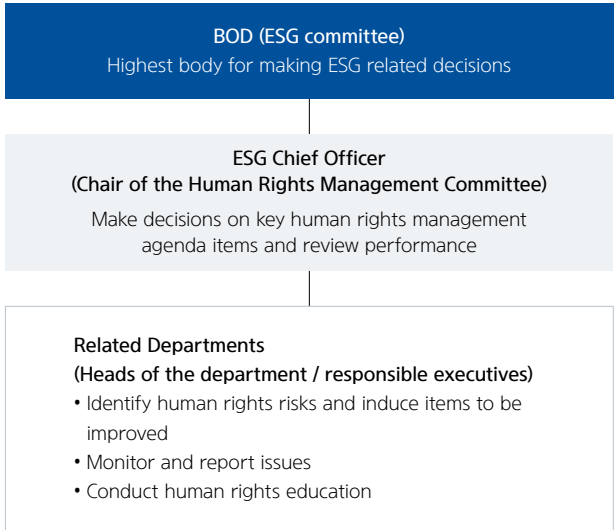 BOD (ESG committee)
Highest body for making ESG related decisions
ESG Chief Officer
(Chair of the Human Rights Management Committee)
Make decisions on key human rights management
agenda items and review performance
Related Departments
(Heads of the department / responsible executives)
• Identify human rights risks and induce items to be
improved
• Monitor and report issues
• Conduct human rights education